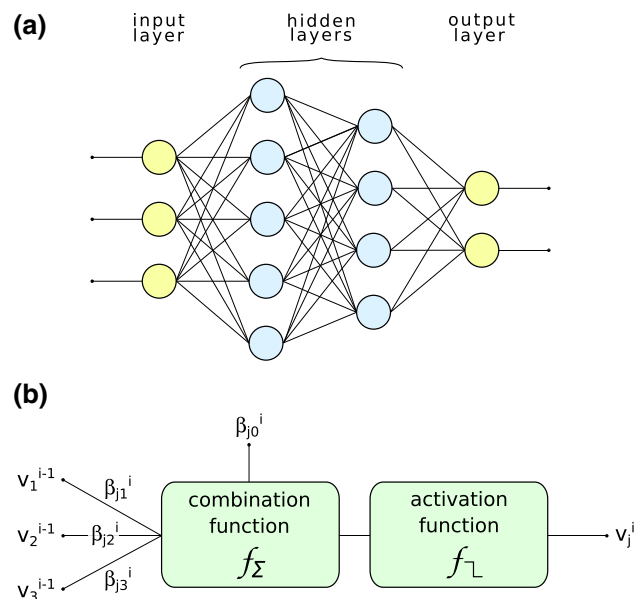 (a)
input layer
hidden layers
output layer
(b)
β_j0^i
v_1^i-1
β_j1^i
v_2^i-1
β_j2^i
v_3^i-1
β_j3^i
combination
function
f_Σ
activation
function
f
v_j^i